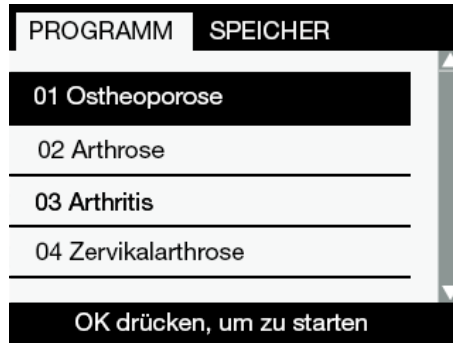 PROGRAMM SPEICHER
01 Ostheoporose
02 Arthrose
03 Arthritis
04 Zervikalarthrose
OK drücken, um zu starten